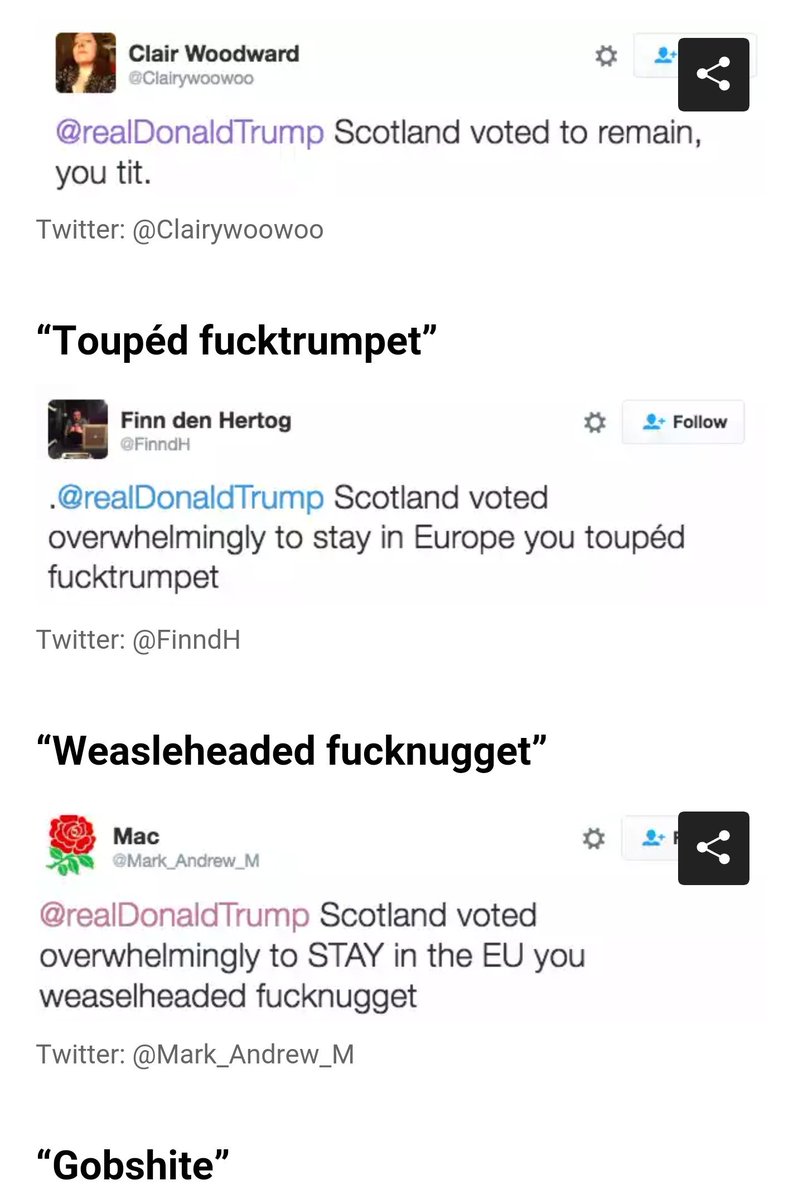 Clair Woodward
@Clairywoowoo
@realDonaldTrump Scotland voted to remain,
you tit.
Twitter: @Clairywoowoo
“Toupéd fucktrumpet”
Finn den Hertog
@FinndH
Follow
.@realDonaldTrump Scotland voted
overwhelmingly to stay in Europe you toupéd
fucktrumpet
Twitter: @FinndH
“Weasleheaded fucknugget”
Mac
@Mark_Andrew_M
@realDonaldTrump Scotland voted
overwhelmingly to STAY in the EU you
weaselheaded fucknugget
Twitter: @Mark_Andrew_M
“Gobshite”